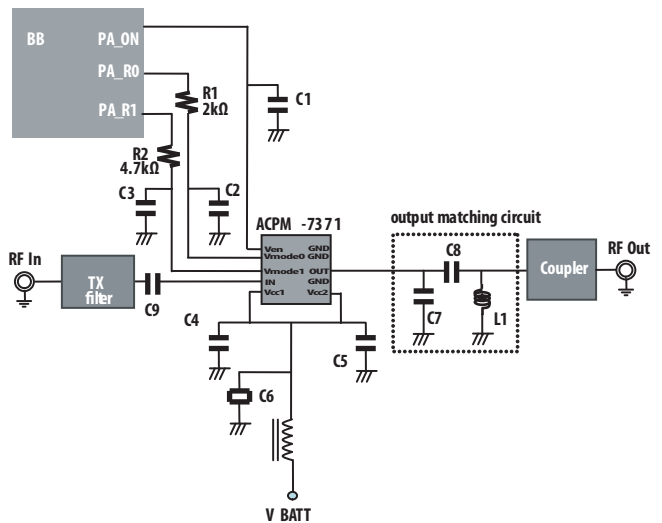 BB
PA_ON
PA_R0
PA_R1
R1
2kΩ
C1
R2
4.7kΩ
C3
C2
ACPM -7371
output matching circuit
Ven
GND
Vmode0
GND
Vmode1
OUT
IN
GND
Vcc1
Vcc2
RF In
TX
filter
C9
C8
C7
L1
Coupler
RF Out
C4
C5
C6
V_BATT